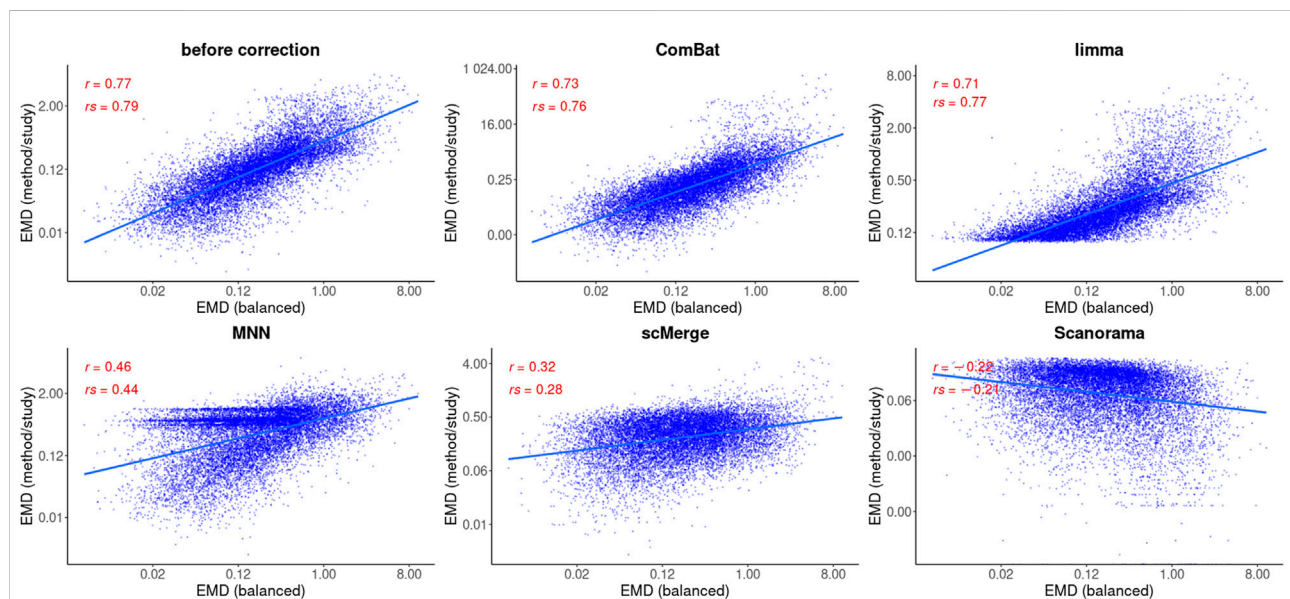 before correction
r = 0.77
rs = 0.79
EMD (method/study)
2.00
0.12
0.01
0.02 0.12 1.00 8.00
EMD (balanced)
ComBat
r = 0.73
rs = 0.76
EMD (method/study)
1 024.00
16.00
0.25
0.00
0.02 0.12 1.00 8.00
EMD (balanced)
limma
r = 0.71
rs = 0.77
EMD (method/study)
8.00
2.00
0.50
0.12
0.02 0.12 1.00 8.00
EMD (balanced)
MNN
r = 0.46
rs = 0.44
EMD (method/study)
2.00
0.12
0.01
0.02 0.12 1.00 8.00
EMD (balanced)
scMerge
r = 0.32
rs = 0.28
EMD (method/study)
4.00
0.50
0.06
0.01
0.02 0.12 1.00 8.00
EMD (balanced)
Scanorama
r = −0.22
rs = −0.21
EMD (method/study)
0.06
0.00
0.00
0.02 0.12 1.00 8.00
EMD (balanced)